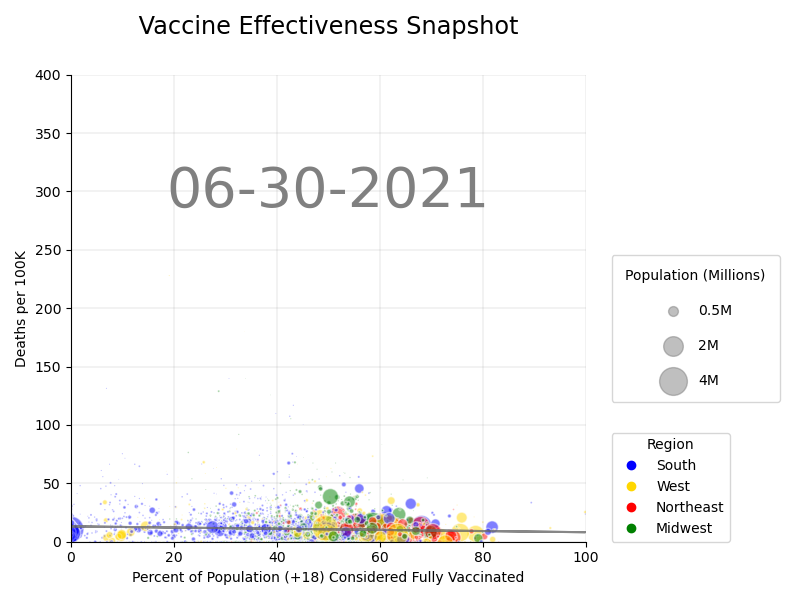 Vaccine Effectiveness Snapshot
400
350
300
250
200
150
100
50
0
Deaths per 100K
06-30-2021
0 20 40 60 80 100
Percent of Population (+18) Considered Fully Vaccinated
Population (Millions)
0.5M
2M
4M
Region
South
West
Northeast
Midwest